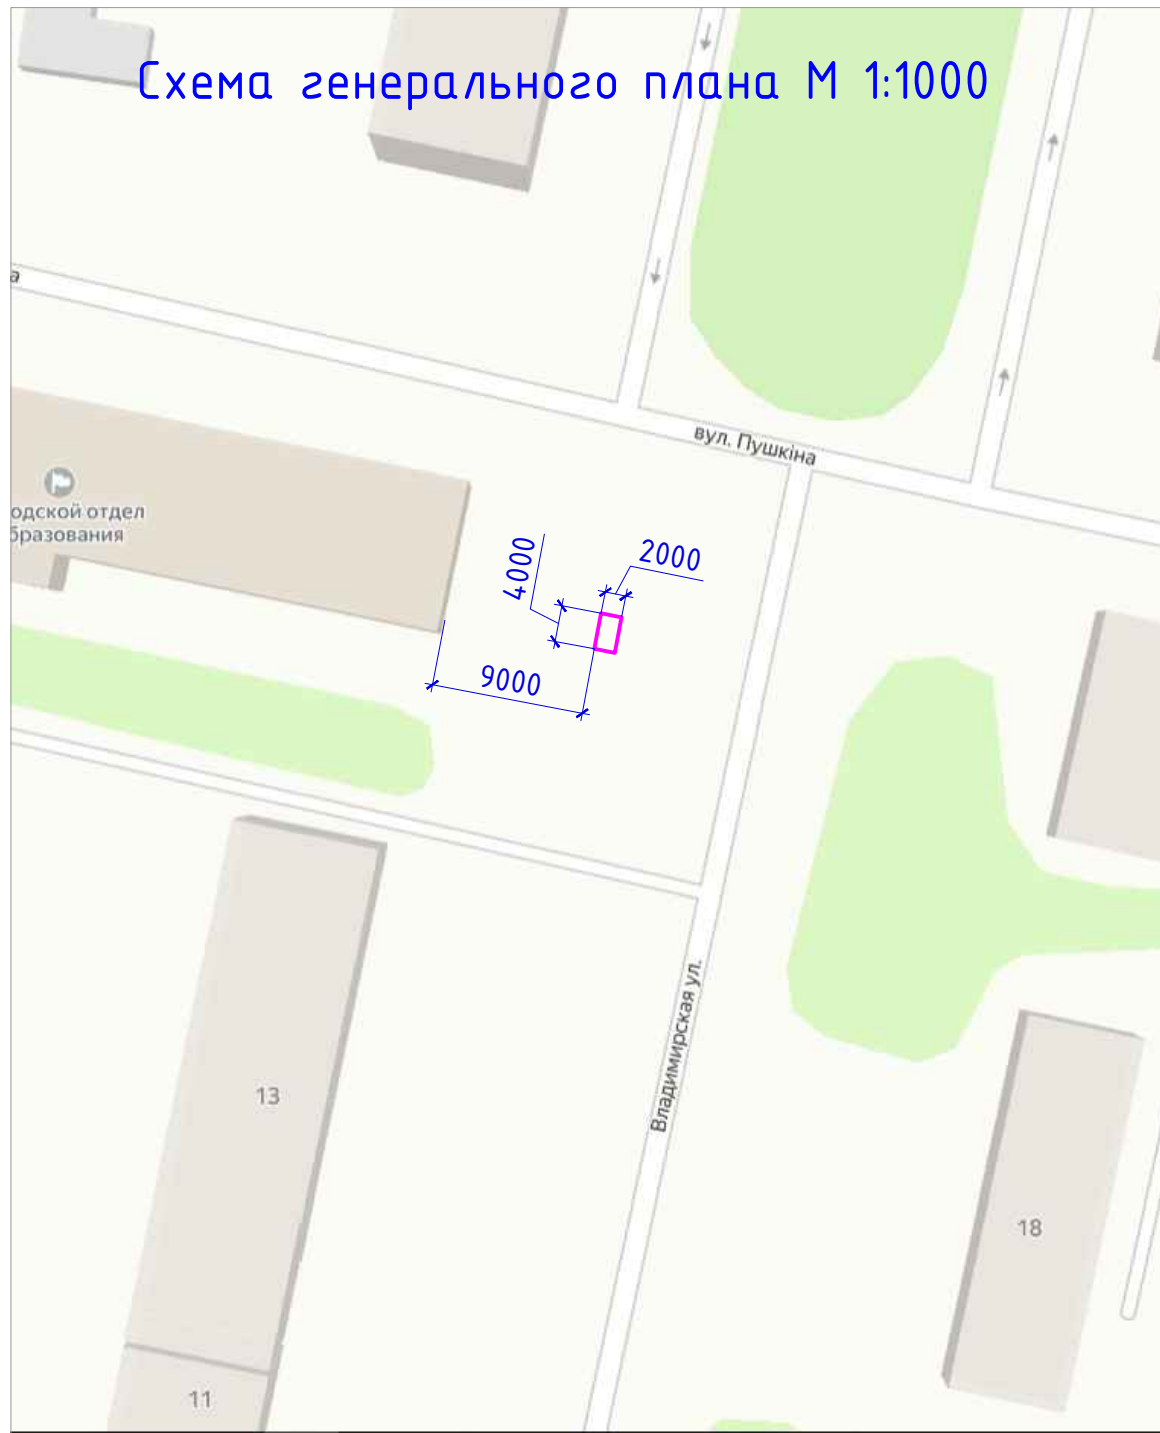 Схема генерального плана М 1:1000
а
вул. Пушкіна
одской отдел
бразования
4000
2000
9000
Владимирская ул.
13
18
11